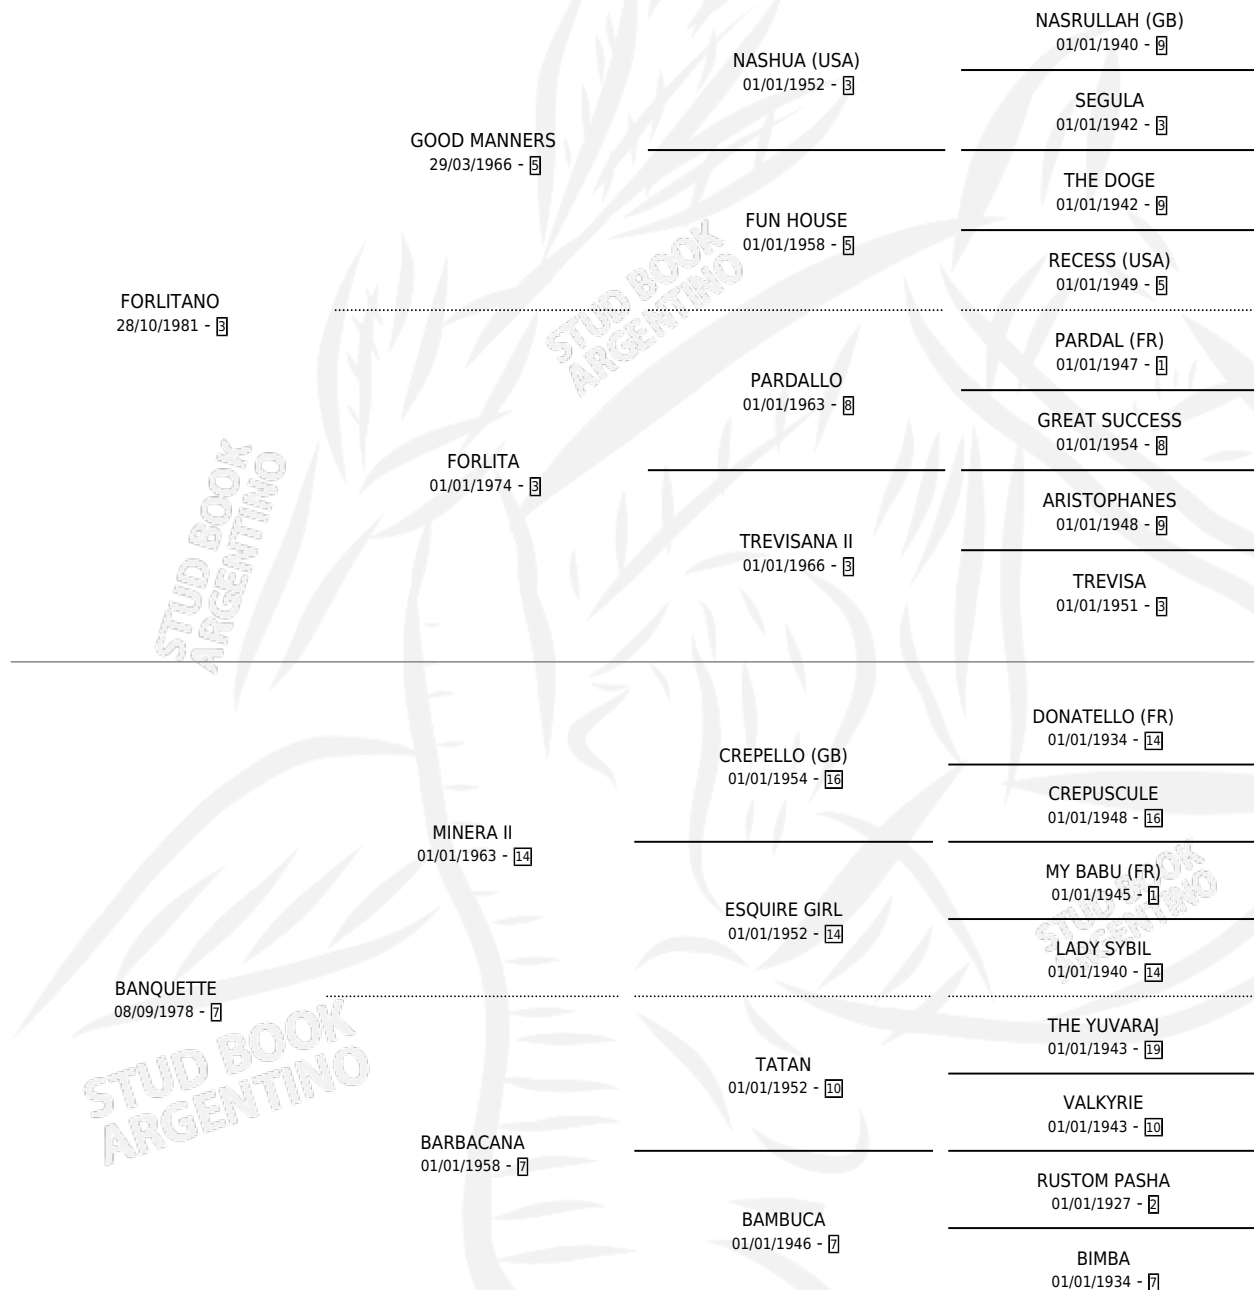 NASRULLAH (GB)
01/01/1940 - 9
NASHUA (USA)
01/01/1952 - 3
SEGULA
01/01/1942 - 3
GOOD MANNERS
29/03/1966 - 5
THE DOGE
01/01/1942 - 9
FUN HOUSE
01/01/1958 - 5
RECESS (USA)
01/01/1949 - 5
FORLITANO
28/10/1981 - 3
PARDAL (FR)
01/01/1947 - 1
PARDALLO
01/01/1963 - 8
GREAT SUCCESS
01/01/1954 - 8
FORLITA
01/01/1974 - 3
ARISTOPHANES
01/01/1948 - 9
TREVISANA II
01/01/1966 - 3
TREVISA
01/01/1951 - 3
DONATELLO (FR)
01/01/1934 - 14
CREPELLO (GB)
01/01/1954 - 16
CREPUSCULE
01/01/1948 - 16
MINERA II
01/01/1963 - 14
MY BABU (FR)
01/01/1945 - 1
ESQUIRE GIRL
01/01/1952 - 14
LADY SYBIL
01/01/1940 - 14
BANQUETTE
08/09/1978 - 7
THE YUVARAJ
01/01/1943 - 19
TATAN
01/01/1952 - 10
VALKYRIE
01/01/1943 - 10
BARBACANA
01/01/1958 - 7
RUSTOM PASHA
01/01/1927 - 2
BAMBUCA
01/01/1946 - 7
BIMBA
01/01/1934 - 7
STUD BOOK
ARGENTINO
STUD BOOK
ARGENTINO
STUD BOOK
ARGENTINO
STUD BOOK
ARGENTINO